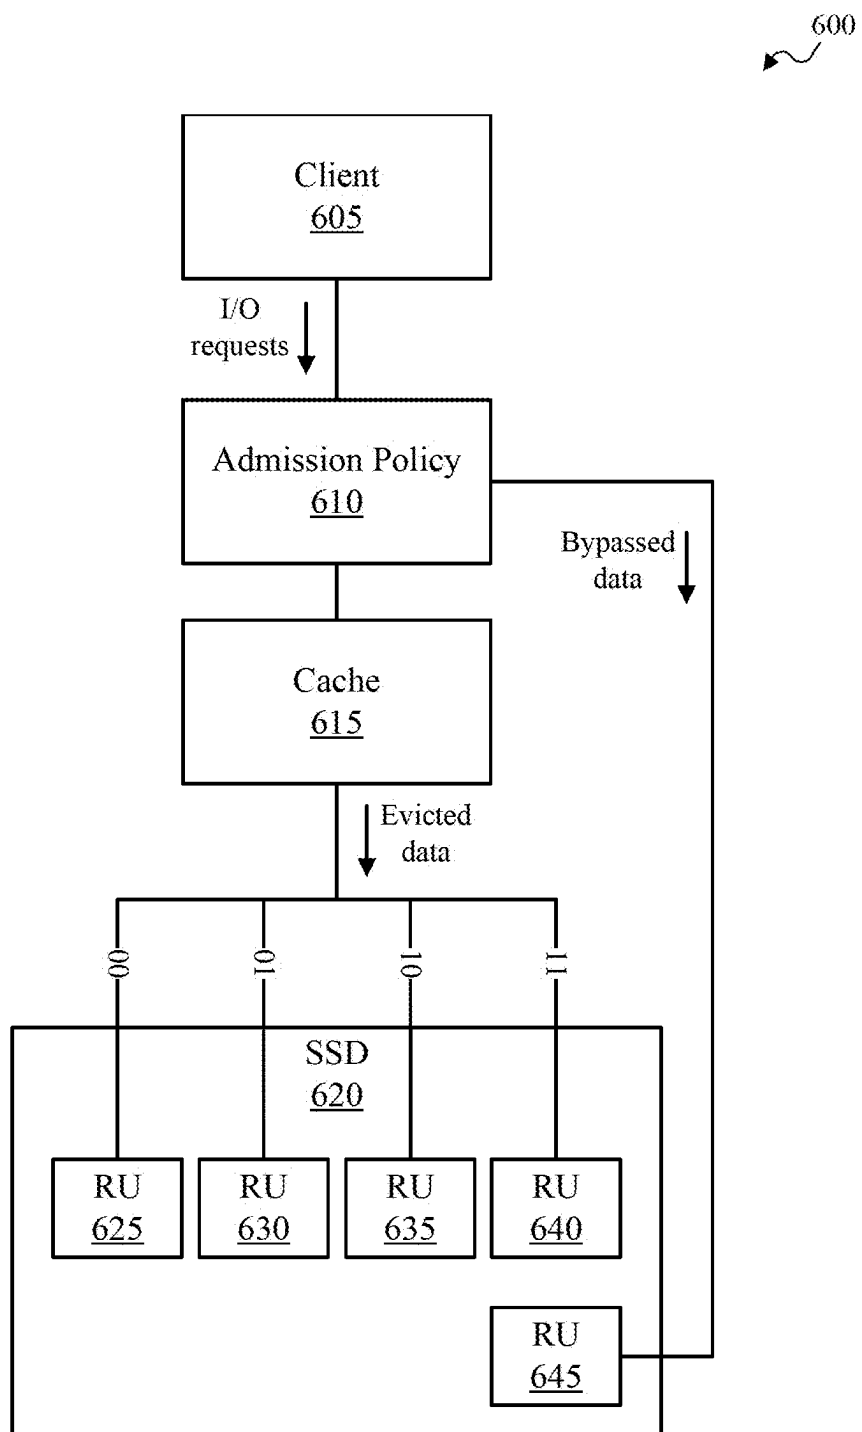 600
Client
605
I/O
requests
Admission Policy
610
Bypassed
data
Cache
615
Evicted
data
00
01
10
11
SSD
620
RU
625
RU
630
RU
635
RU
640
RU
645